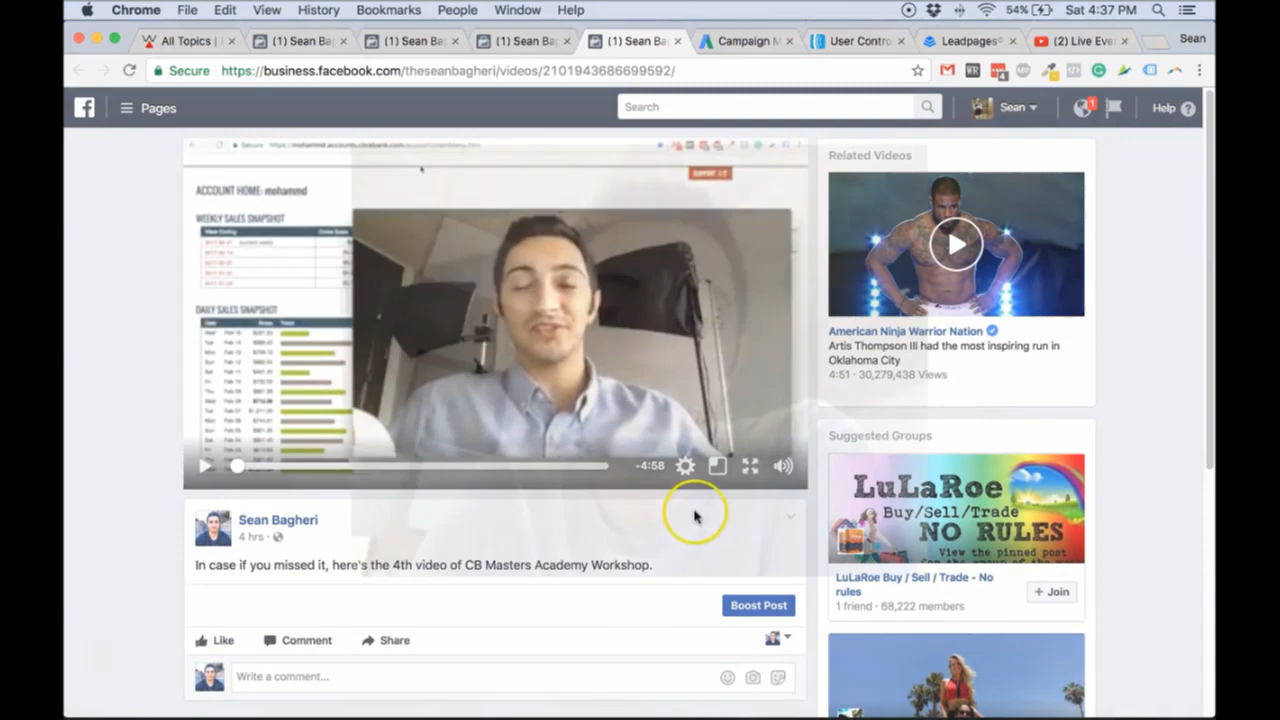 Chrome File Edit View History Bookmarks People Window Help 54% Sat 4:37 PM
All Topics | (1) Sean Ba (1) Sean Ba (1) Sean Ba (1) Sean Ba Campaign M User Contro Leadpages® (2) Live Eve Sean
Secure https://business.facebook.com/theseanbagheri/videos/2101943686699592/
Pages Search Sean 1 Help
ACCOUNT HOME: mohammd
WEEKLY SALES SNAPSHOT
DAILY SALES SNAPSHOT
-4:58
Sean Bagheri
4 hrs
In case if you missed it, here's the 4th video of CB Masters Academy Workshop.
Boost Post
Like Comment Share
Write a comment...
Related Videos
American Ninja Warrior Nation
Artis Thompson III had the most inspiring run in
Oklahoma City
4:51 · 30,279,438 Views
Suggested Groups
LuLaRoe
Buy/Sell/Trade
NO RULES
View the pinned post
LuLaRoe Buy / Sell / Trade - No
rules
1 friend · 68,222 members
+ Join